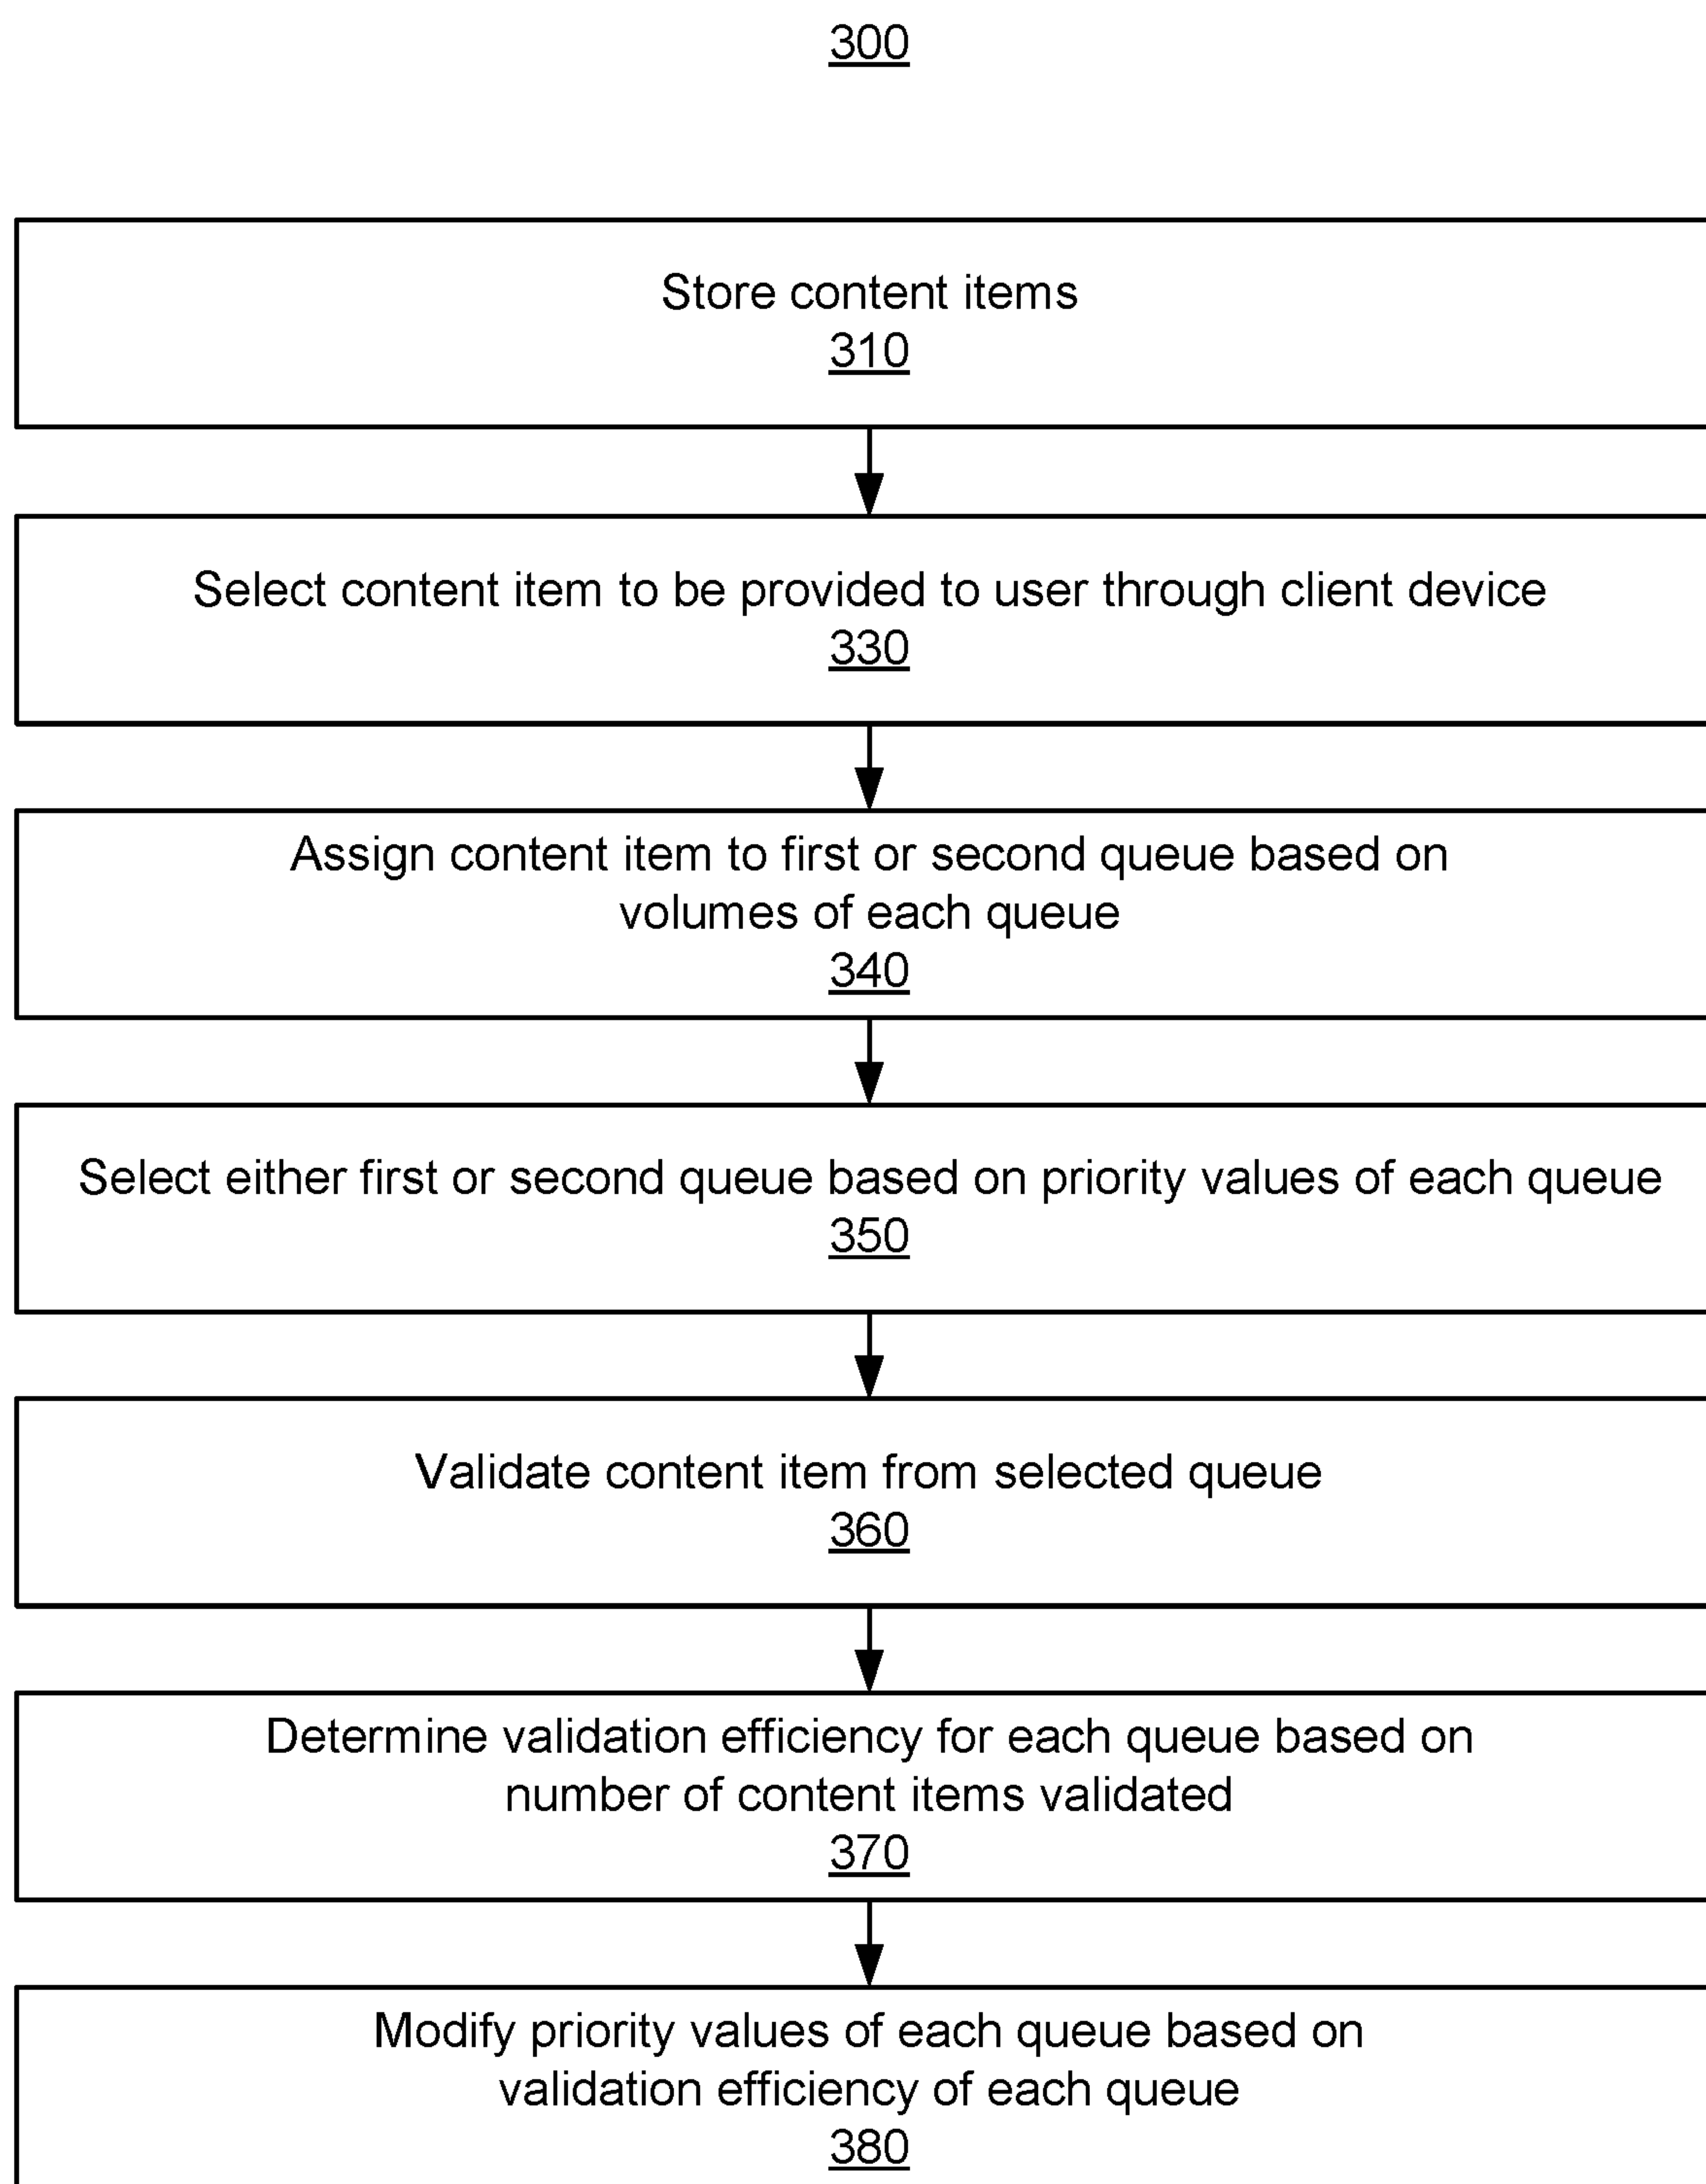 300
Store content items
310
Select content item to be provided to user through client device
330
Assign content item to first or second queue based on
volumes of each queue
340
Select either first or second queue based on priority values of each queue
350
Validate content item from selected queue
360
Determine validation efficiency for each queue based on
number of content items validated
370
Modify priority values of each queue based on
validation efficiency of each queue
380